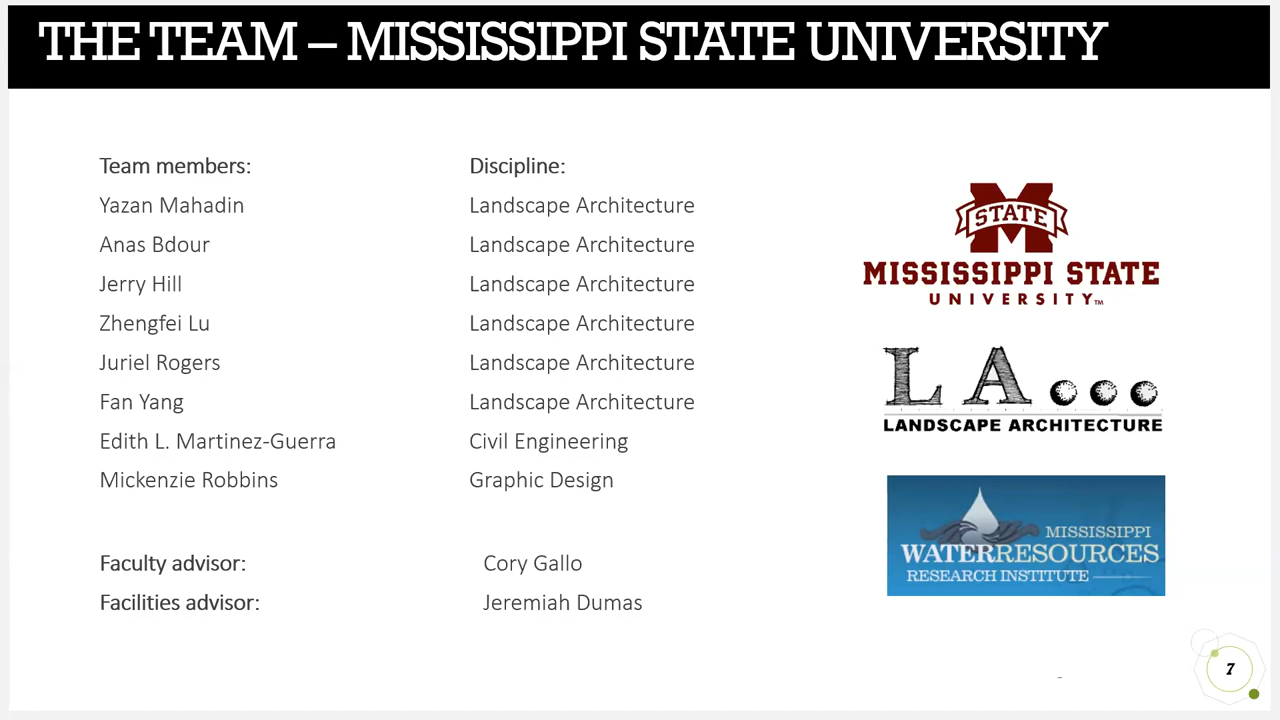 THE TEAM – MISSISSIPPI STATE UNIVERSITY
Team members: Discipline:
Yazan Mahadin Landscape Architecture
Anas Bdour Landscape Architecture
Jerry Hill Landscape Architecture
Zhengfei Lu Landscape Architecture
Juriel Rogers Landscape Architecture
Fan Yang Landscape Architecture
Edith L. Martinez-Guerra Civil Engineering
Mickenzie Robbins Graphic Design
Faculty advisor: Cory Gallo
Facilities advisor: Jeremiah Dumas
M STATE
MISSISSIPPI STATE
UNIVERSITY™
LA...
LANDSCAPE ARCHITECTURE
MISSISSIPPI
WATERRESOURCES
RESEARCH INSTITUTE
7